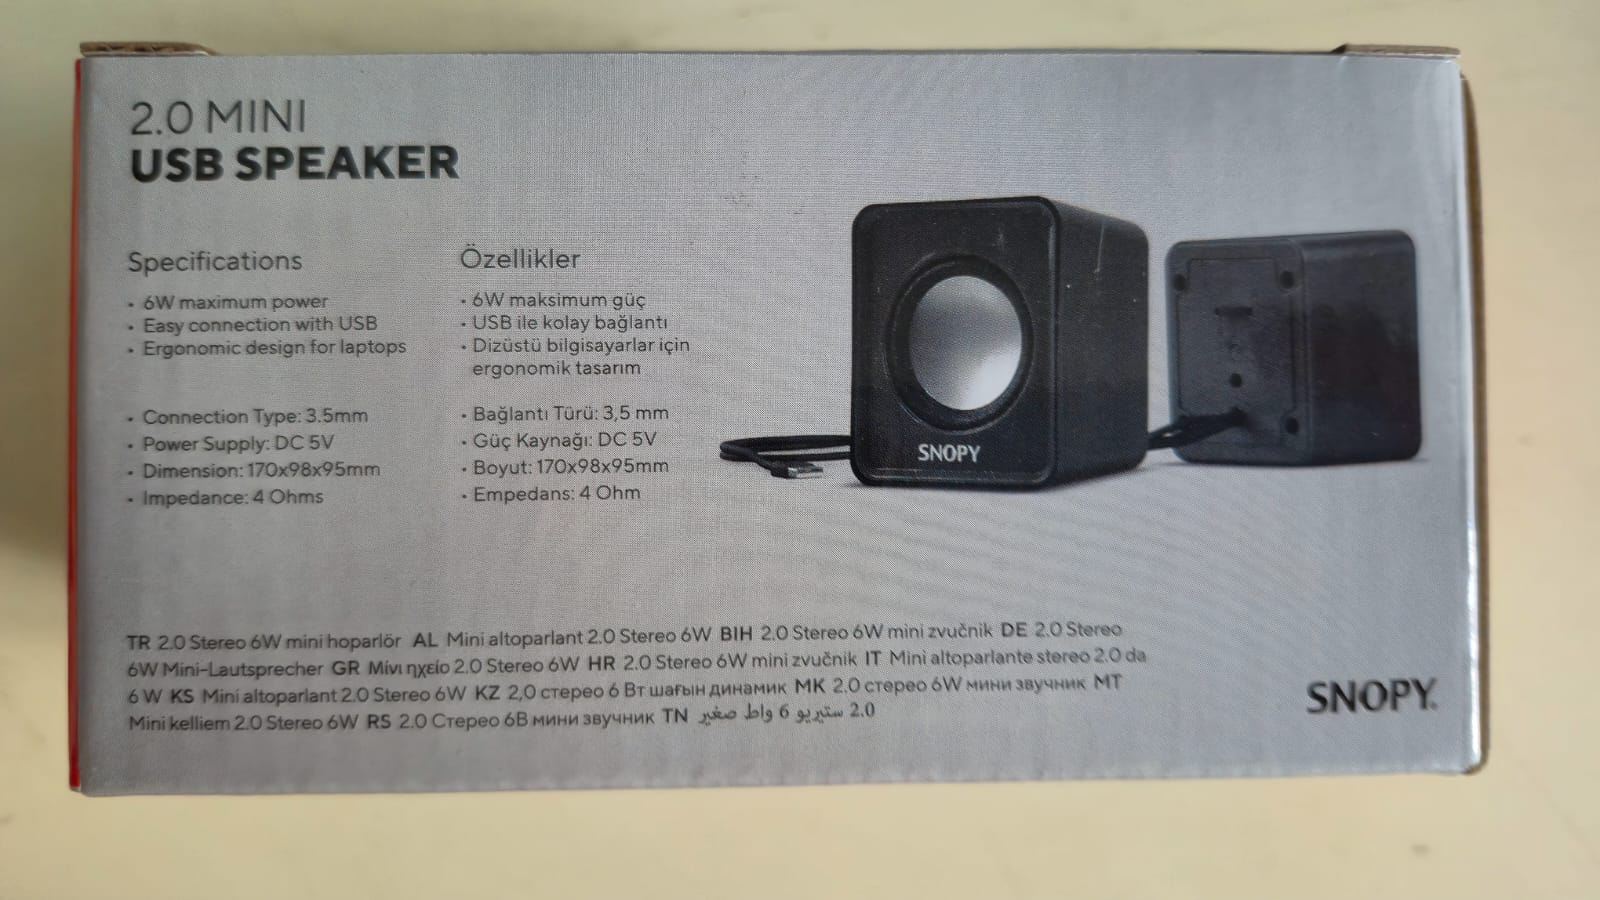 2.0 MINI
USB SPEAKER
Specifications
• 6W maximum power
• Easy connection with USB
• Ergonomic design for laptops
• Connection Type: 3.5mm
• Power Supply: DC 5V
• Dimension: 170x98x95mm
• Impedance: 4 Ohms
Özellikler
• 6W maksimum güç
• USB ile kolay bağlantı
• Dizüstü bilgisayarlar için
ergonomik tasarım
• Bağlantı Türü: 3,5 mm
• Güç Kaynağı: DC 5V
• Boyut: 170x98x95mm
• Empedans: 4 Ohm
SNOPY
TR 2.0 Stereo 6W mini hoparlör AL Mini altoparlant 2.0 Stereo 6W BIH 2.0 Stereo 6W mini zvučnik DE 2.0 Stereo
6W Mini-Lautsprecher GR Μίνι ηχείο 2.0 Stereo 6W HR 2.0 Stereo 6W mini zvučnik IT Mini altoparlante stereo 2.0 da
6 W KS Mini altoparlant 2.0 Stereo 6W KZ 2,0 стерео 6 Вт шағын динамик MK 2.0 стерео 6W мини звучник MT
Mini kelliem 2.0 Stereo 6W RS 2.0 Стерео 6В мини звучник TN 2.0 ستيريو 6 واط صغير
SNOPY.